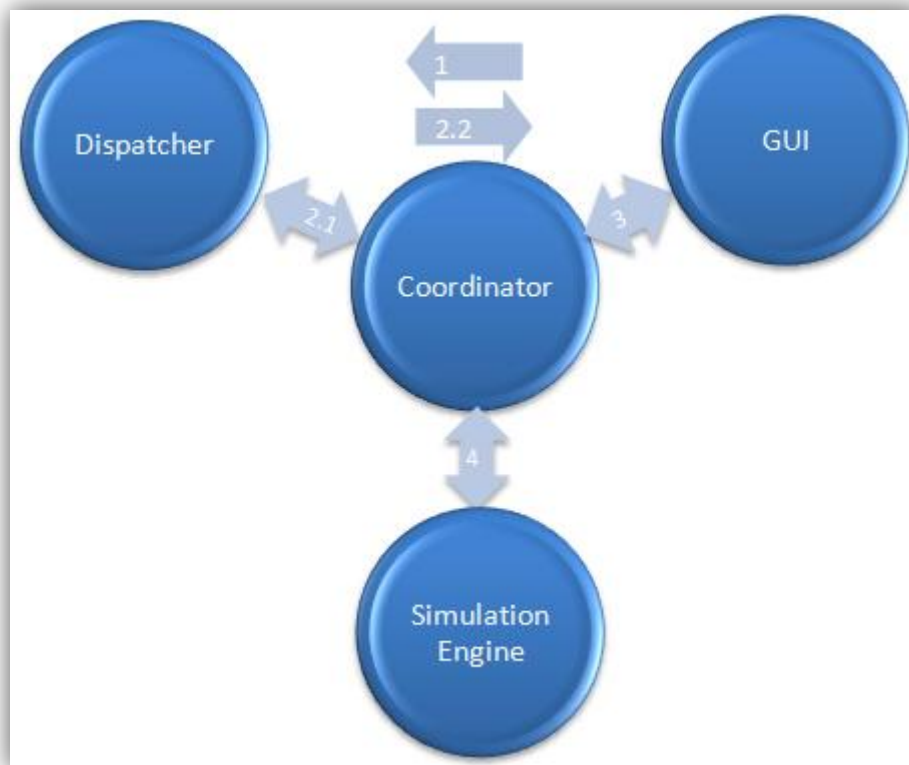 1
2.2
Dispatcher
GUI
2.1
3
Coordinator
4
Simulation
Engine